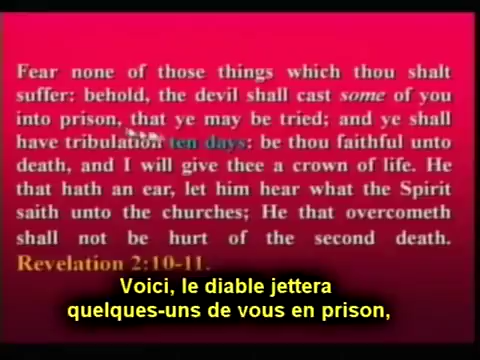 Fear none of those things which thou shalt
suffer: behold, the devil shall cast some of you
into prison, that ye may be tried; and ye shall
have tribulation ten days: be thou faithful unto
death, and I will give thee a crown of life. He
that hath an ear, let him hear what the Spirit
saith unto the churches; He that overcometh
shall not be hurt of the second death.
Revelation 2:10-11.
Voici, le diable jettera
quelques-uns de vous en prison,